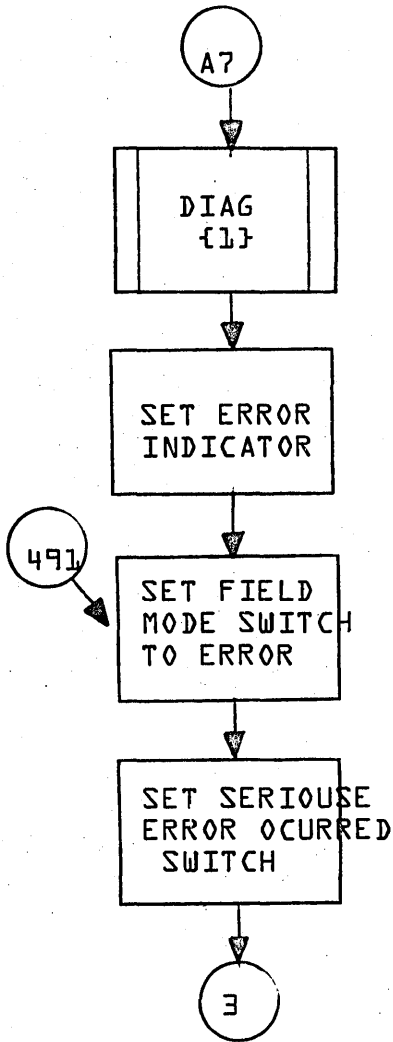 A7
DIAG
{1}
SET ERROR
INDICATOR
491
SET FIELD
MODE SWITCH
TO ERROR
SET SERIOUSE
ERROR OCURRED
SWITCH
3